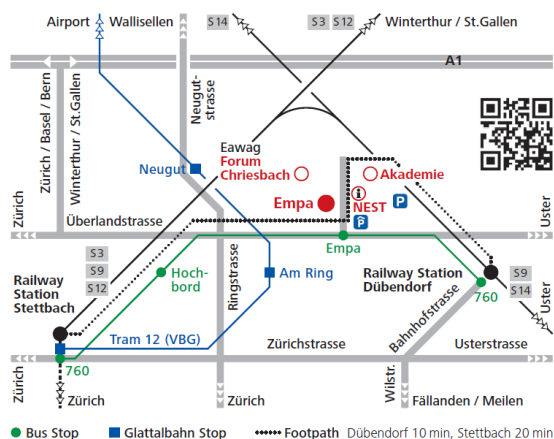 Airport
Wallisellen
S14
S3
S12
Winterthur / St.Gallen
A1
Zürich / Basel / Bern
Winterthur / St.Gallen
Neugut-
strasse
Eawag
Forum
Chriesbach
Akademie
Neugut
i
Empa
NEST
P
P
Zürich
Überlandstrasse
Uster
Empa
S3
S9
S12
Railway
Station
Stettbach
Hoch-
bord
Ringstrasse
Am Ring
Railway Station
Dübendorf
S9
S14
760
Bahnhofstrasse
Tram 12 (VBG)
Zürichstrasse
Usterstrasse
Zürich
760
Zürich
Zürich
Wilstr.
Fällanden / Meilen
Uster
Bus Stop
Glattalbahn Stop
Footpath Dübendorf 10 min, Stettbach 20 min